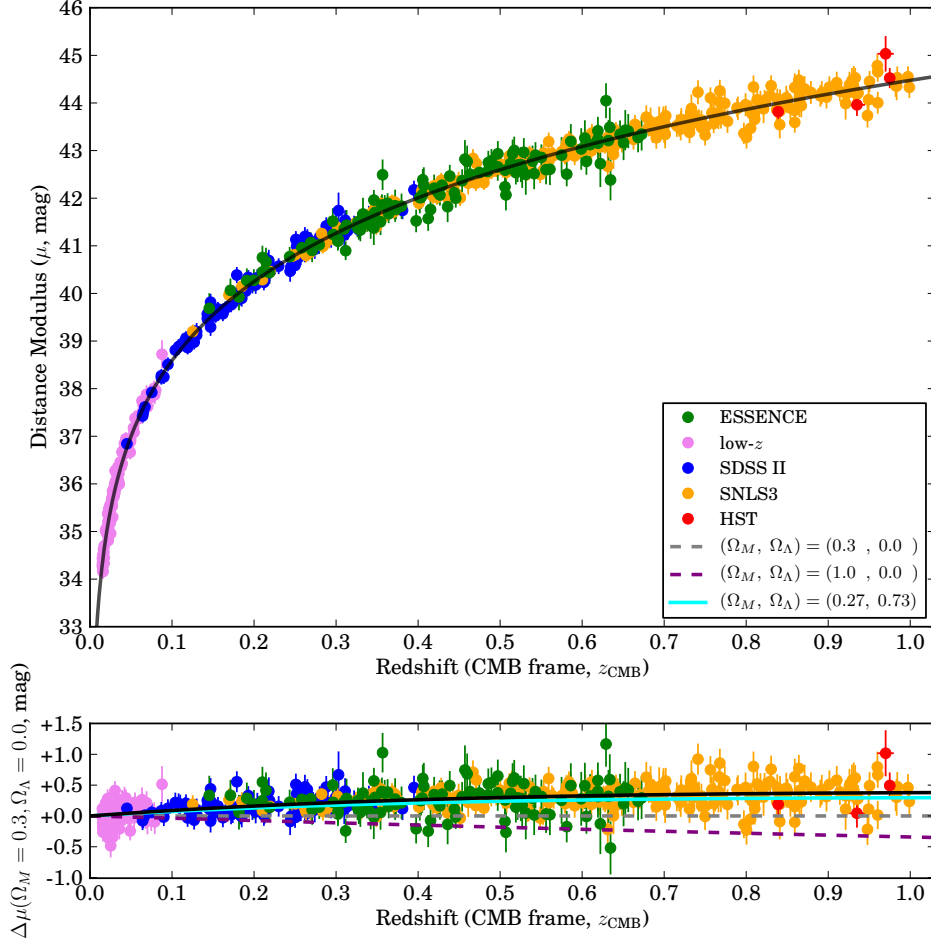 46
45
44
43
42
41
40
39
38
37
36
35
34
33
Distance Modulus (μ, mag)
ESSENCE
low-z
SDSS II
SNLS3
HST
(Ω_M, Ω_Λ) = (0.3 , 0.0 )
(Ω_M, Ω_Λ) = (1.0 , 0.0 )
(Ω_M, Ω_Λ) = (0.27, 0.73)
0.0 0.1 0.2 0.3 0.4 0.5 0.6 0.7 0.8 0.9 1.0
Redshift (CMB frame, z_CMB)
Δμ(Ω_M = 0.3, Ω_Λ = 0.0, mag)
+1.5
+1.0
+0.5
+0.0
-0.5
-1.0
0.0 0.1 0.2 0.3 0.4 0.5 0.6 0.7 0.8 0.9 1.0
Redshift (CMB frame, z_CMB)